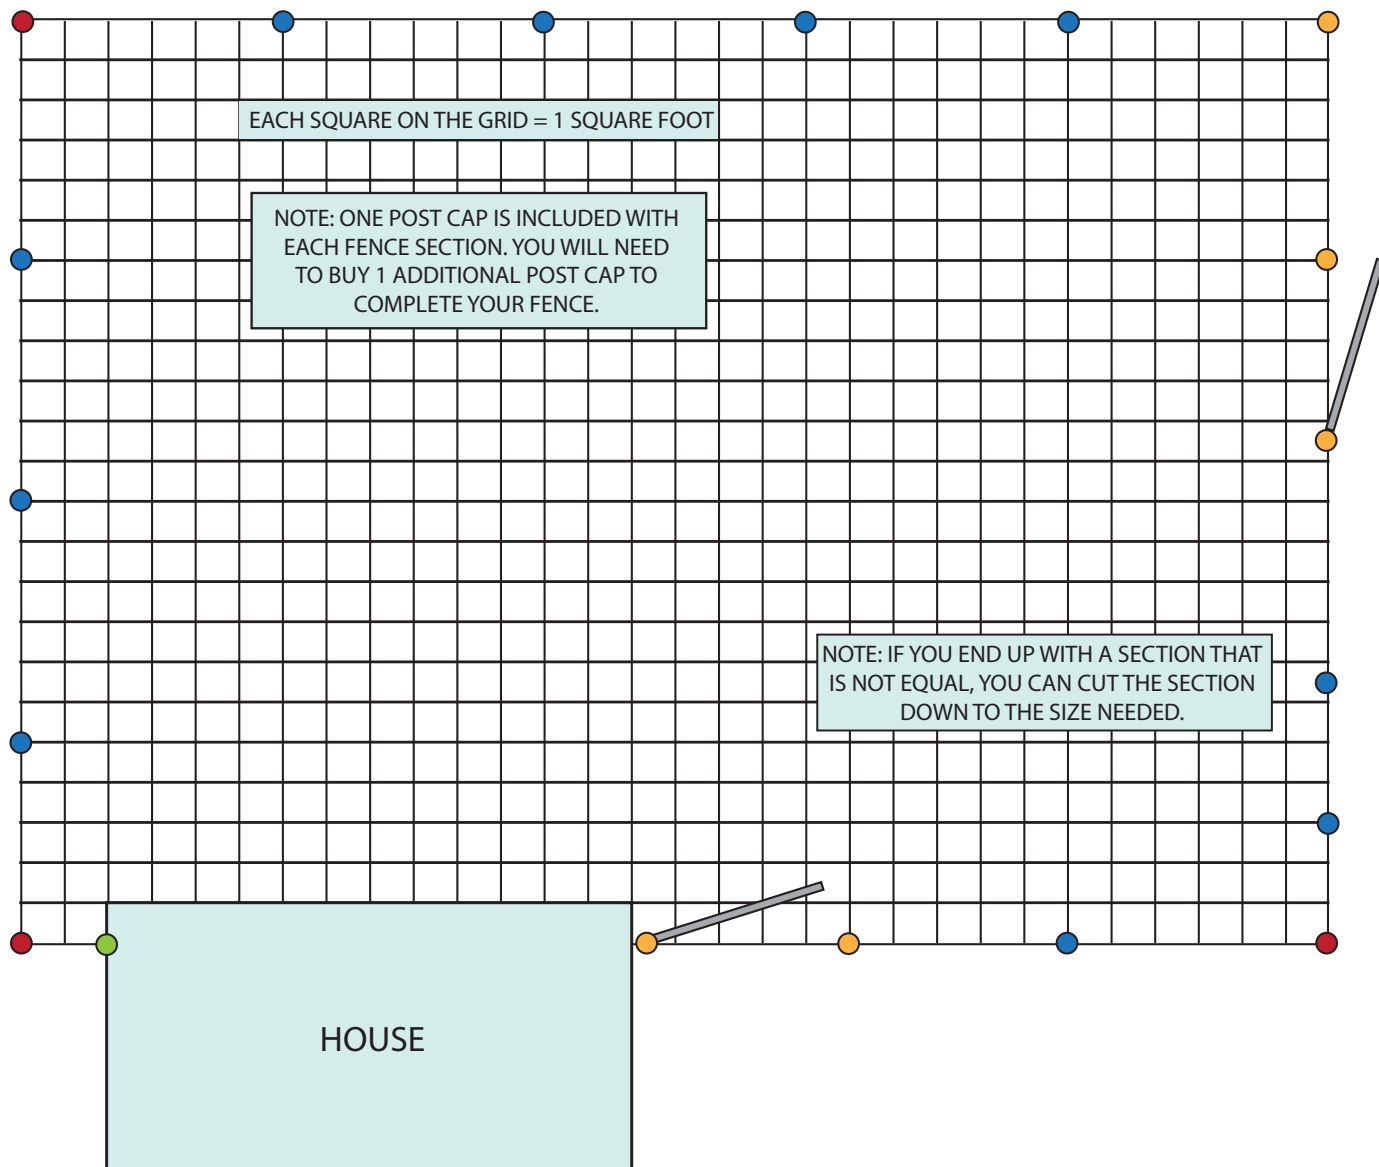 EACH SQUARE ON THE GRID = 1 SQUARE FOOT
NOTE: ONE POST CAP IS INCLUDED WITH
EACH FENCE SECTION. YOU WILL NEED
TO BUY 1 ADDITIONAL POST CAP TO
COMPLETE YOUR FENCE.
NOTE: IF YOU END UP WITH A SECTION THAT
IS NOT EQUAL, YOU CAN CUT THE SECTION
DOWN TO THE SIZE NEEDED.
HOUSE